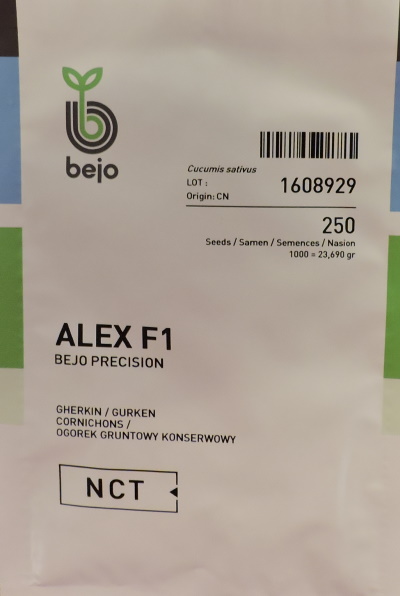 bejo
Cucumis sativus
LOT : 1608929
Origin: CN
250
Seeds / Samen / Semences / Nasion
1000 = 23,690 gr
ALEX F1
BEJO PRECISION
GHERKIN / GURKEN
CORNICHONS /
OGOREK GRUNTOWY KONSERWOWY
NCT